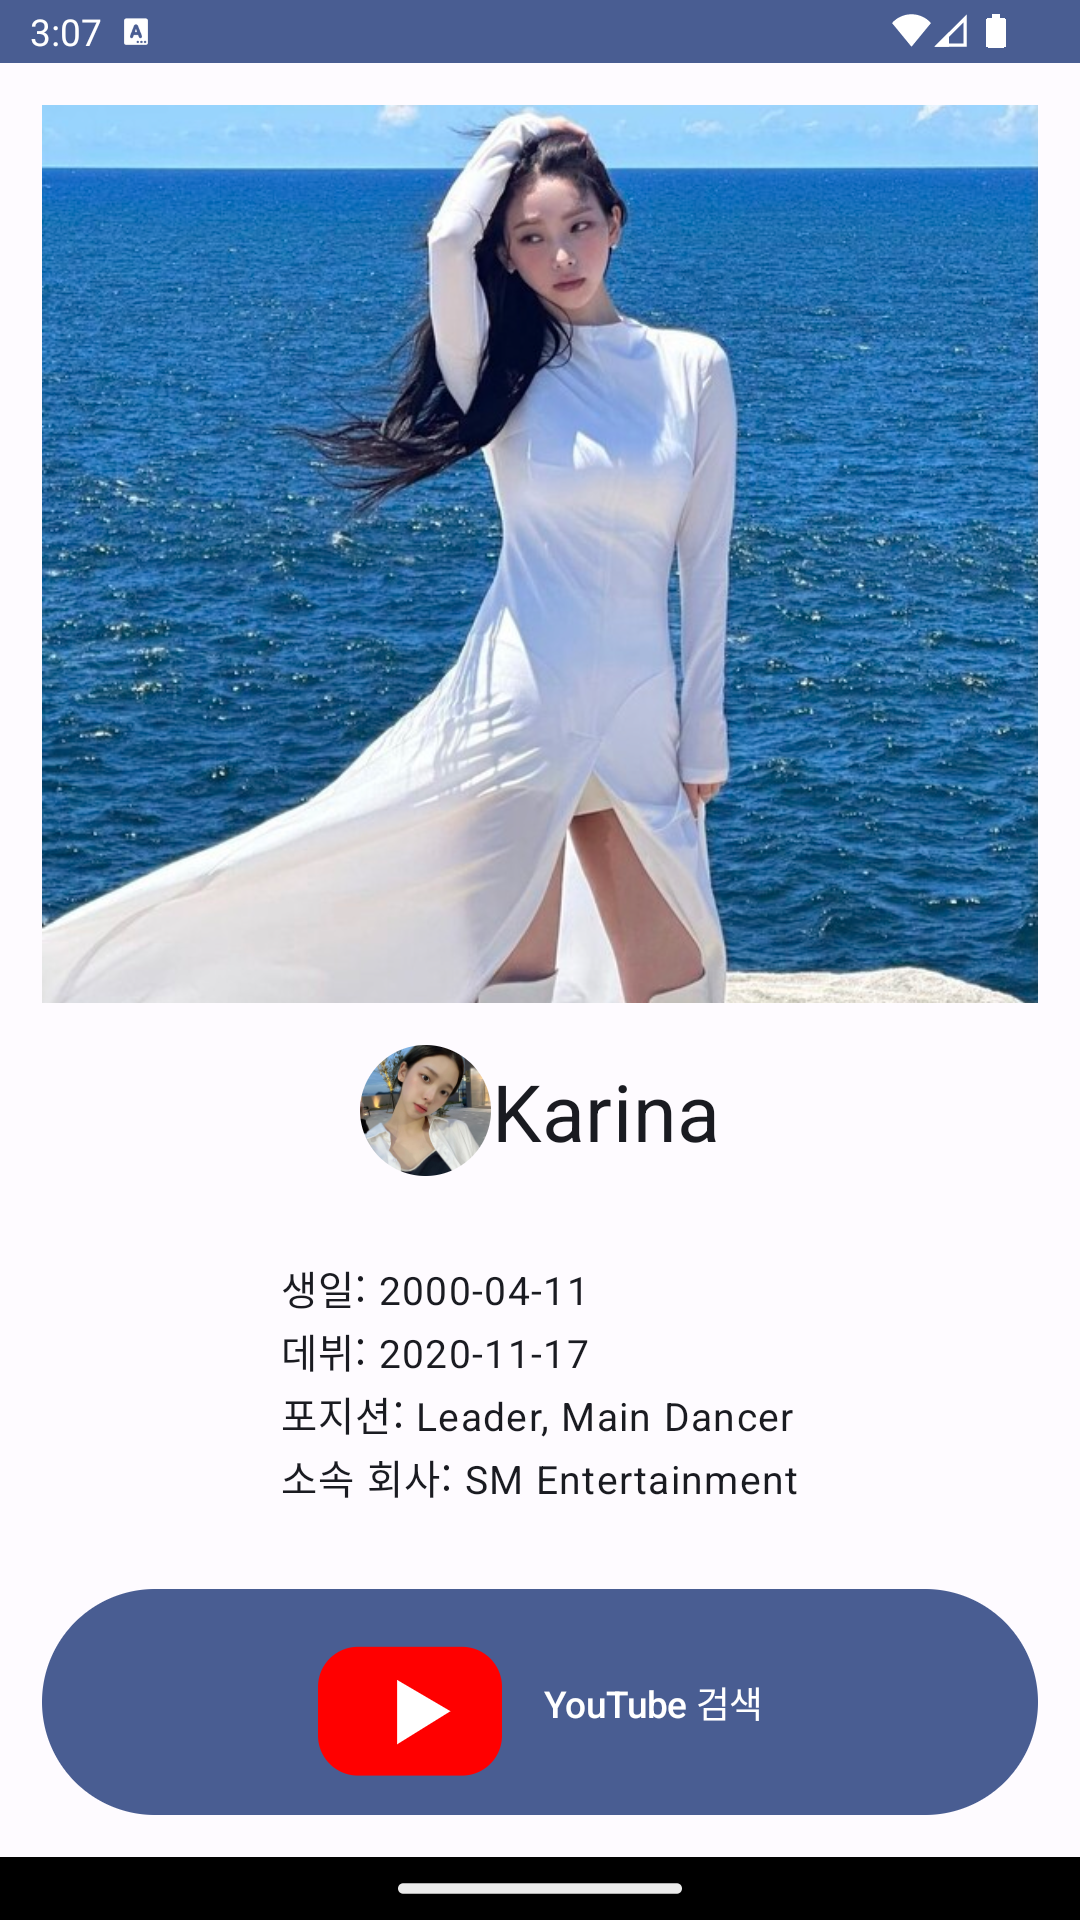 3:07
A
Karina
생일: 2000-04-11
데뷔: 2020-11-17
포지션: Leader, Main Dancer
소속 회사: SM Entertainment
YouTube 검색